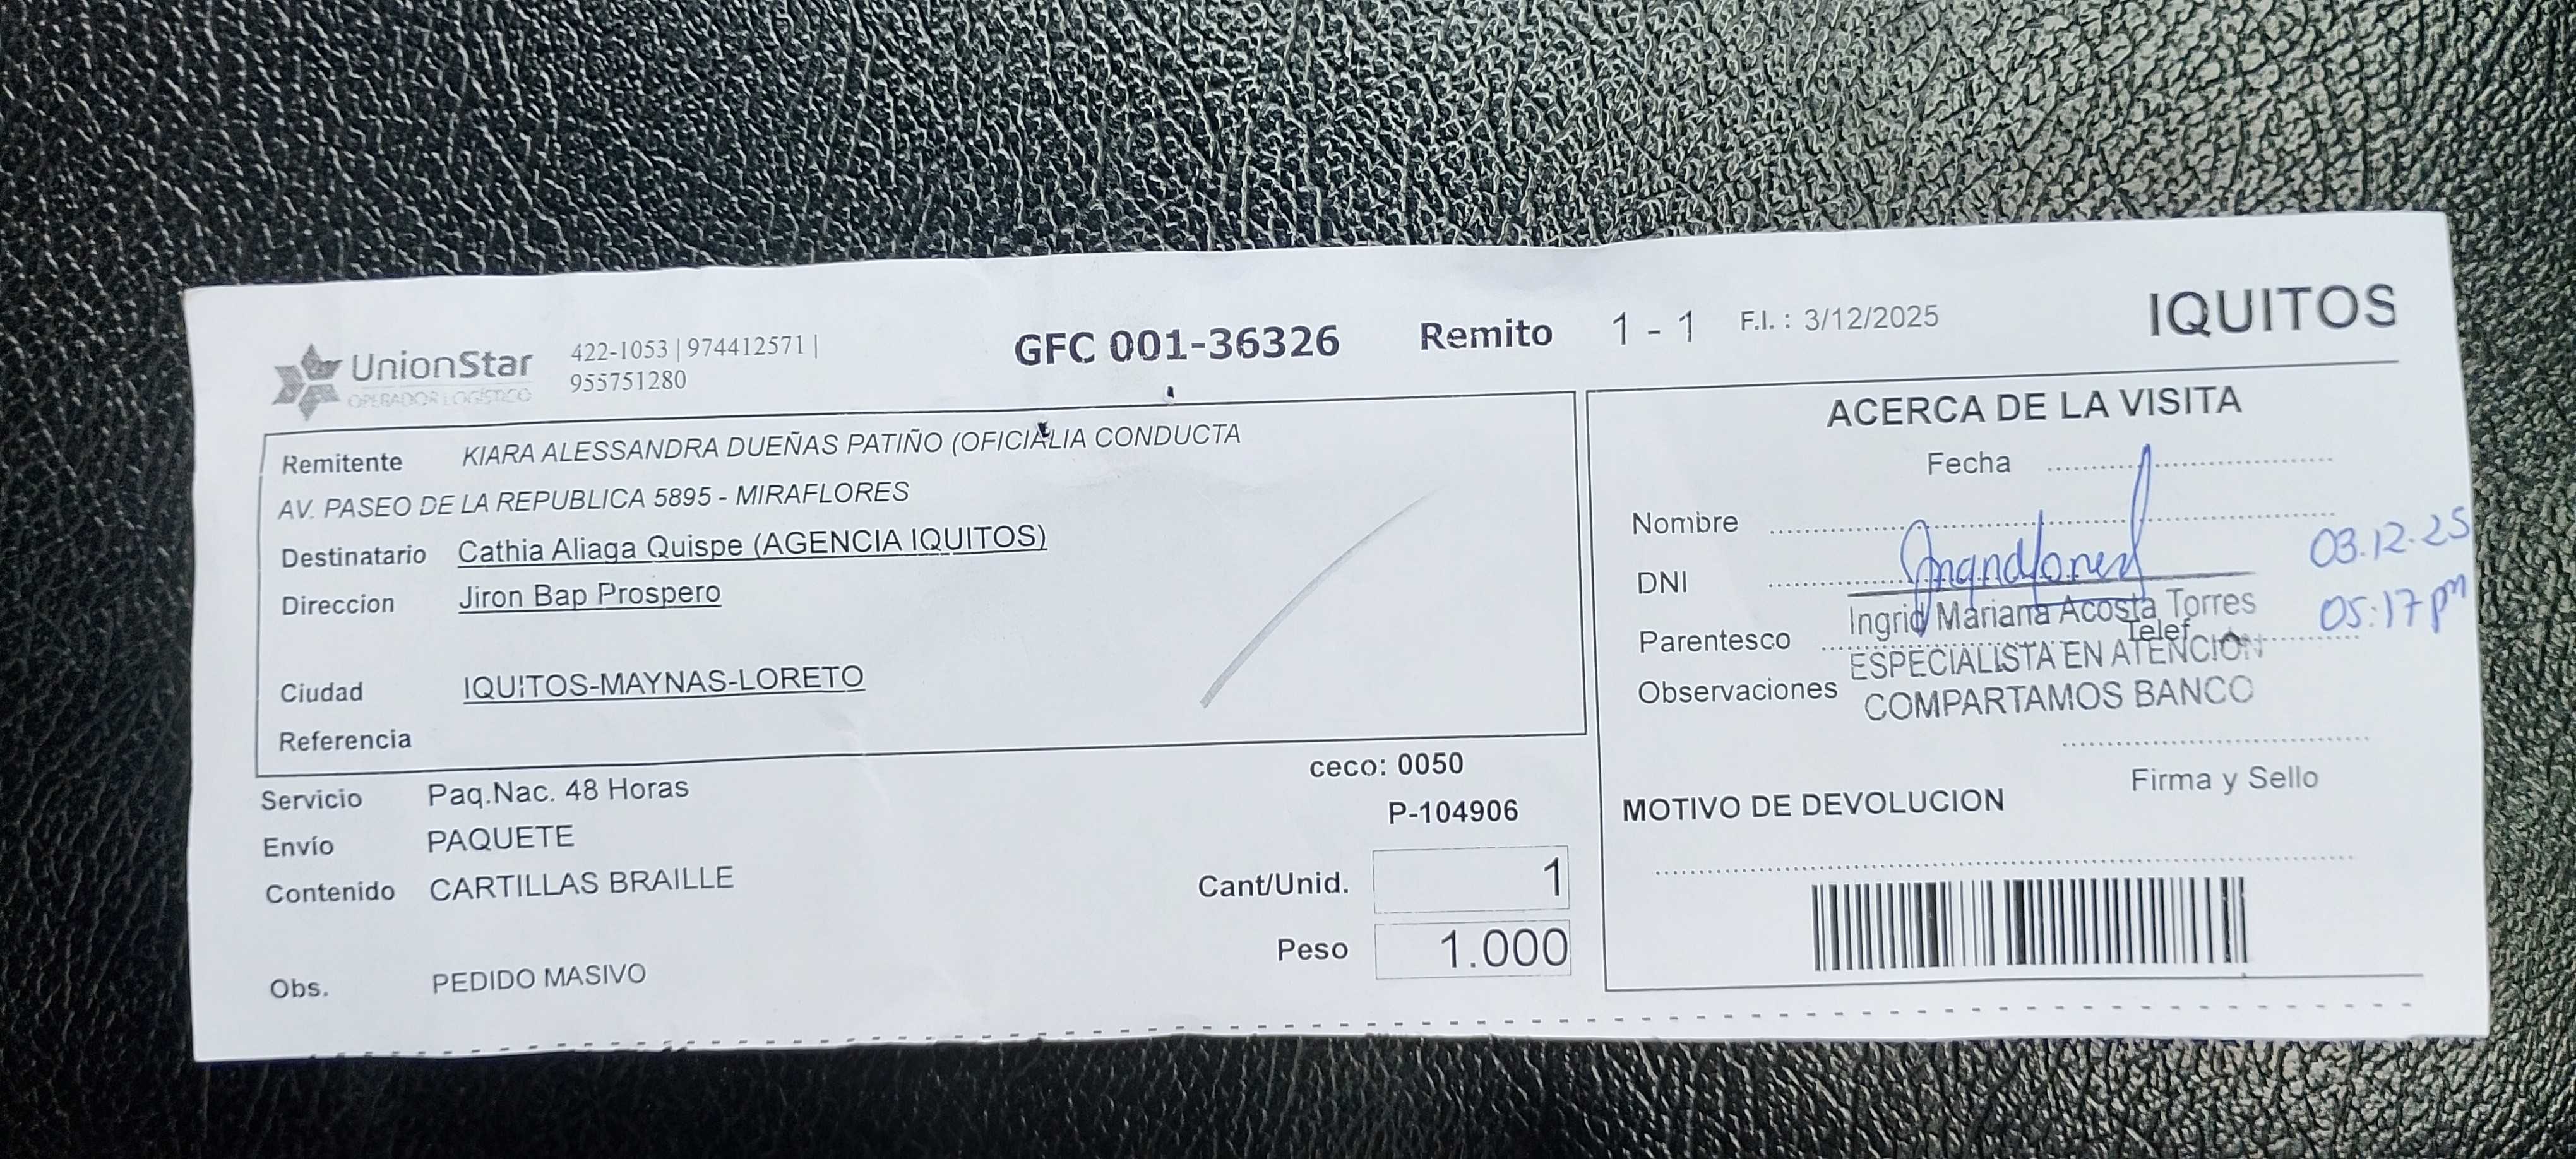 UnionStar
OPERADOR LOGÍSTICO
422-1053 | 974412571 |
955751280
GFC 001-36326 Remito 1 - 1 F.I. : 3/12/2025 IQUITOS
Remitente KIARA ALESSANDRA DUEÑAS PATIÑO (OFICIALIA CONDUCTA
AV. PASEO DE LA REPUBLICA 5895 - MIRAFLORES
Destinatario Cathia Aliaga Quispe (AGENCIA IQUITOS)
Direccion Jiron Bap Prospero
Ciudad IQUITOS-MAYNAS-LORETO
Referencia
Servicio Paq.Nac. 48 Horas
Envío PAQUETE
Contenido CARTILLAS BRAILLE
Obs. PEDIDO MASIVO
ceco: 0050
P-104906
Cant/Unid. 1
Peso 1.000
ACERCA DE LA VISITA
Fecha
Nombre
DNI
03.12.25
05:17 pm
Ingrid Mariana Acosta Torres
Parentesco Telef
ESPECIALISTA EN ATENCIÓN
Observaciones
COMPARTAMOS BANCO
Firma y Sello
MOTIVO DE DEVOLUCION